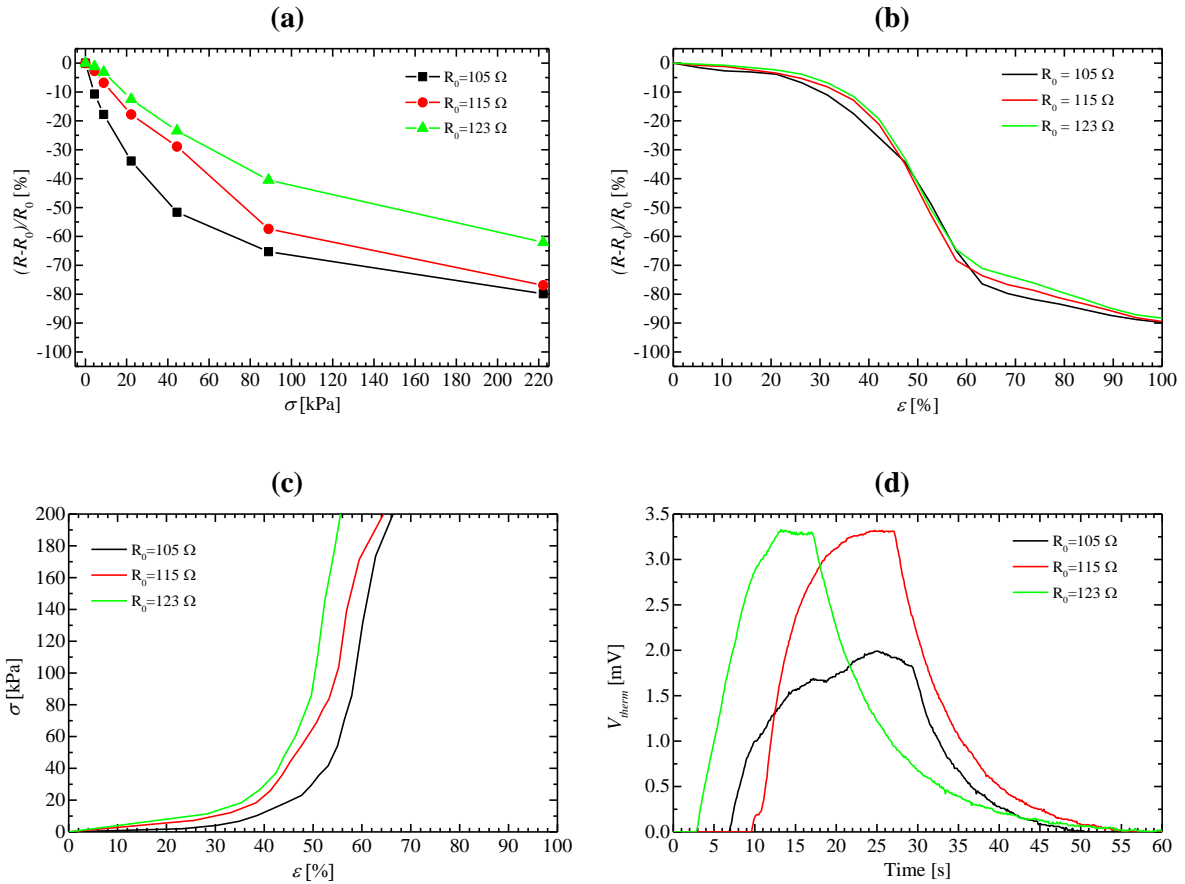 (a)
(R-R0)/R0 [%]
0
-10
-20
-30
-40
-50
-60
-70
-80
-90
-100
R0=105 Ω
R0=115 Ω
R0=123 Ω
0 20 40 60 80 100 120 140 160 180 200 220
σ [kPa]
(b)
(R-R0)/R0 [%]
0
-10
-20
-30
-40
-50
-60
-70
-80
-90
-100
R0 = 105 Ω
R0 = 115 Ω
R0 = 123 Ω
0 10 20 30 40 50 60 70 80 90 100
ε [%]
(c)
σ [kPa]
200
180
160
140
120
100
80
60
40
20
0
R0=105 Ω
R0=115 Ω
R0=123 Ω
0 10 20 30 40 50 60 70 80 90 100
ε [%]
(d)
Vtherm [mV]
3.5
3.0
2.5
2.0
1.5
1.0
0.5
0.0
R0=105 Ω
R0=115 Ω
R0=123 Ω
0 5 10 15 20 25 30 35 40 45 50 55 60
Time [s]